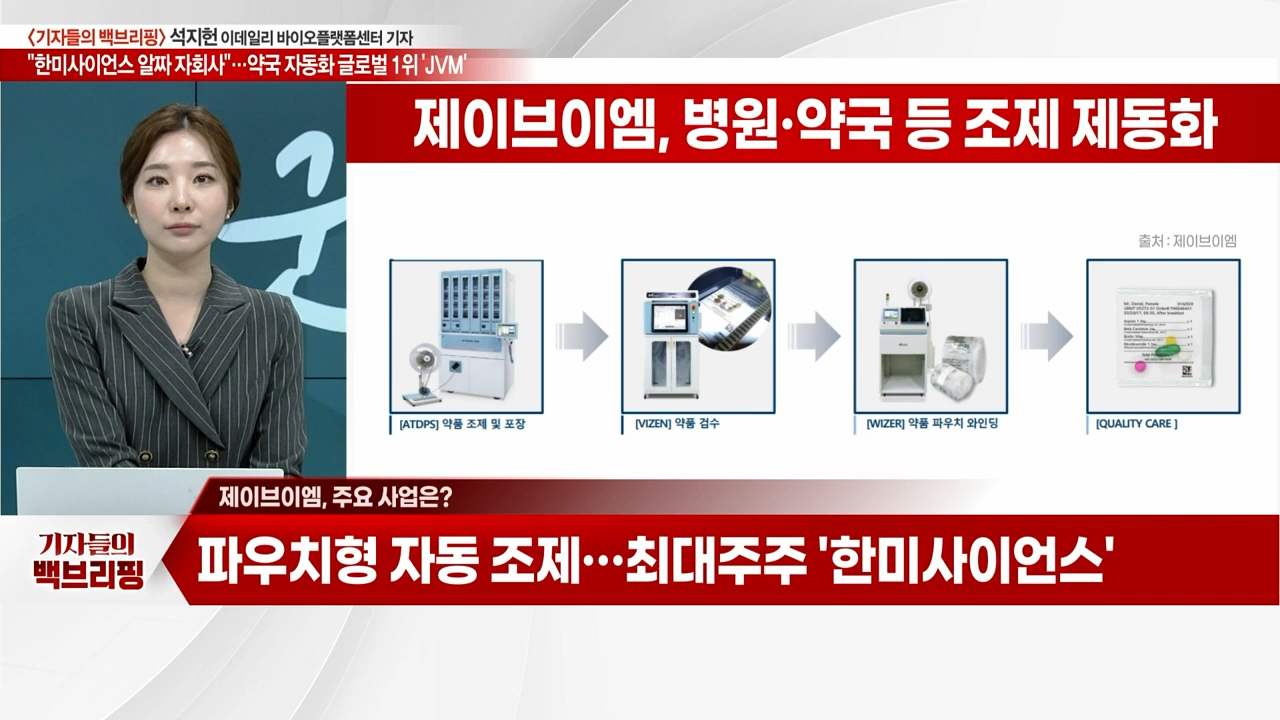 <기자들의 백브리핑> 석지헌 이데일리 바이오플랫폼센터 기자
"한미사이언스 알짜 자회사"…약국 자동화 글로벌 1위 'JVM'
제이브이엠, 병원·약국 등 조제 제동화
출처 : 제이브이엠
[ATDPS] 약품 조제 및 포장
[VIZEN] 약품 검수
[WIZER] 약품 파우치 와인딩
[QUALITY CARE ]
제이브이엠, 주요 사업은?
기자들의
백브리핑
파우치형 자동 조제…최대주주 '한미사이언스'